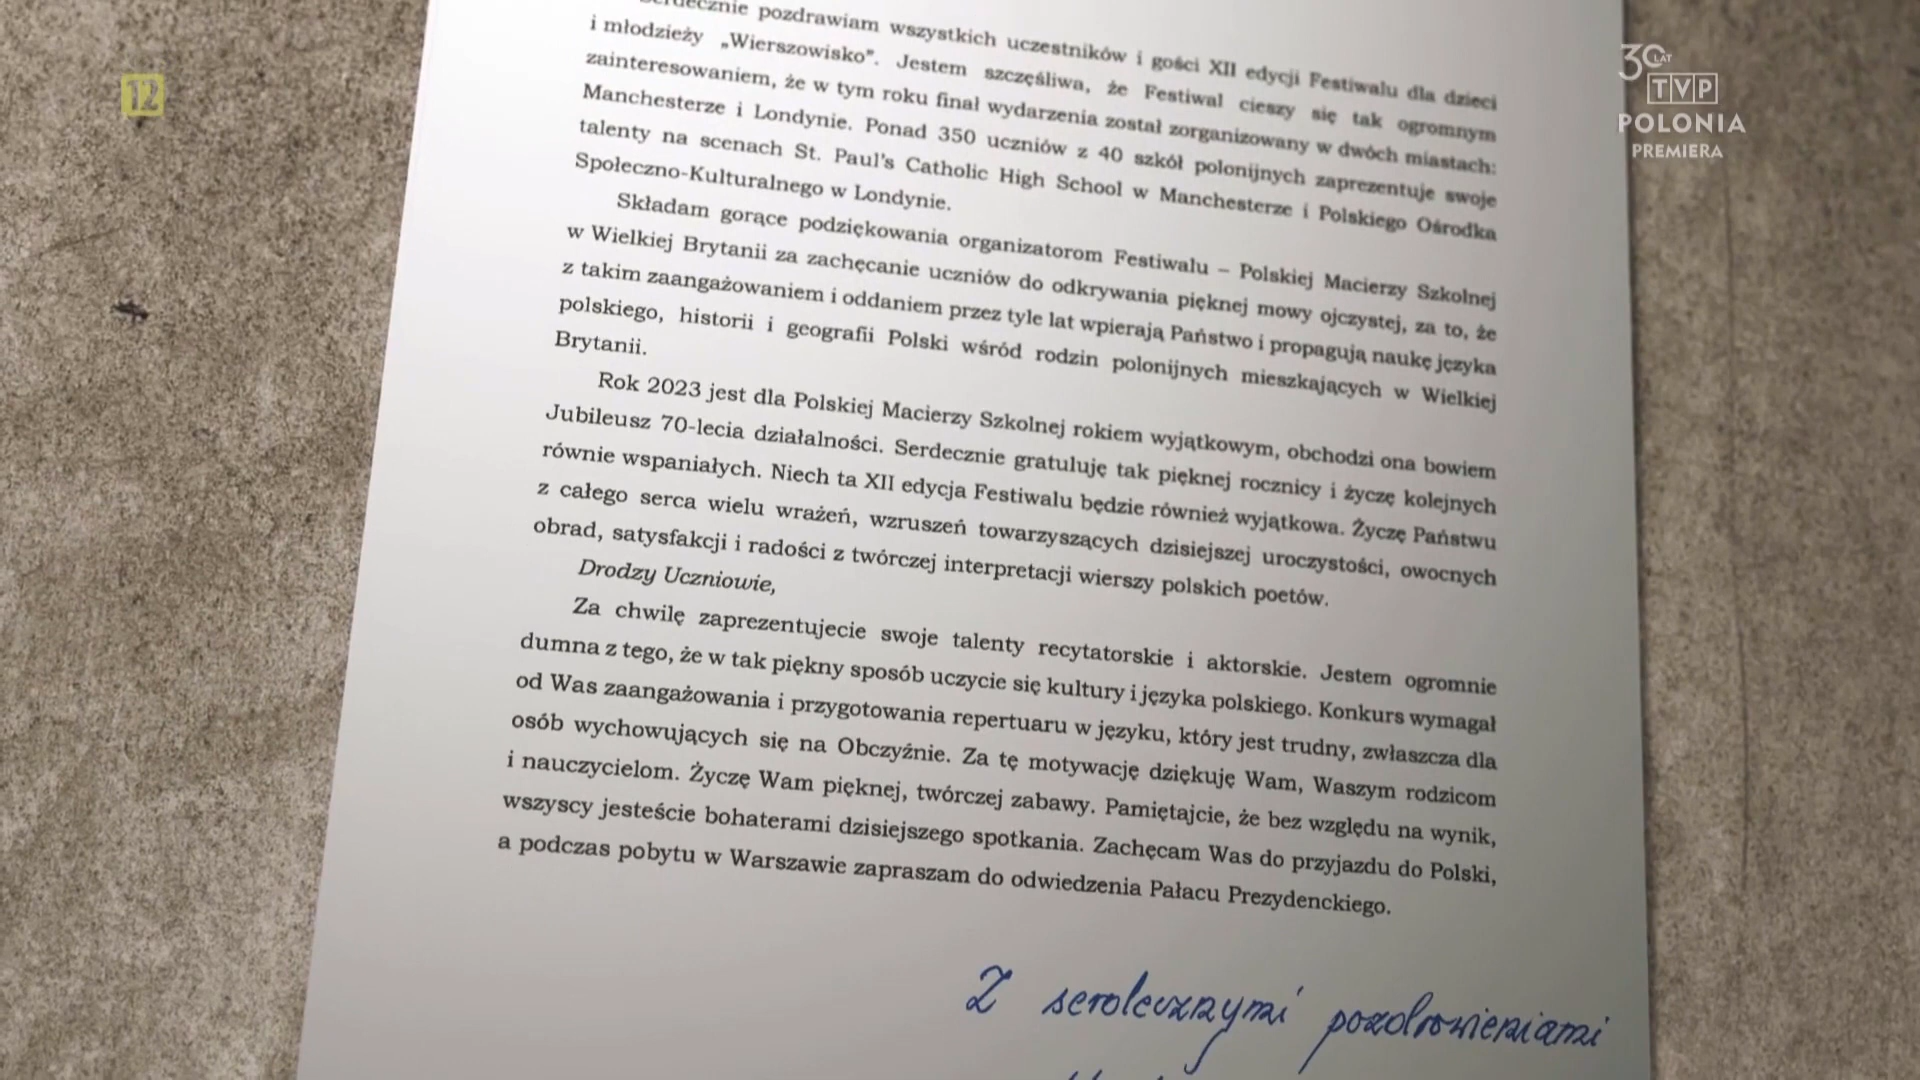 Serdecznie pozdrawiam wszystkich uczestników i gości XII edycji Festiwalu dla dzieci
i młodzieży „Wierszowisko”. Jestem szczęśliwa, że Festiwal cieszy się tak ogromnym
zainteresowaniem, że w tym roku finał wydarzenia został zorganizowany w dwóch miastach:
Manchesterze i Londynie. Ponad 350 uczniów z 40 szkół polonijnych zaprezentuje swoje
talenty na scenach St. Paul's Catholic High School w Manchesterze i Polskiego Ośrodka
Społeczno-Kulturalnego w Londynie.
Składam gorące podziękowania organizatorom Festiwalu – Polskiej Macierzy Szkolnej
w Wielkiej Brytanii za zachęcanie uczniów do odkrywania pięknej mowy ojczystej, za to, że
z takim zaangażowaniem i oddaniem przez tyle lat wpierają Państwo i propagują naukę języka
polskiego, historii i geografii Polski wśród rodzin polonijnych mieszkających w Wielkiej
Brytanii.
Rok 2023 jest dla Polskiej Macierzy Szkolnej rokiem wyjątkowym, obchodzi ona bowiem
Jubileusz 70-lecia działalności. Serdecznie gratuluję tak pięknej rocznicy i życzę kolejnych
równie wspaniałych. Niech ta XII edycja Festiwalu będzie również wyjątkowa. Życzę Państwu
z całego serca wielu wrażeń, wzruszeń towarzyszących dzisiejszej uroczystości, owocnych
obrad, satysfakcji i radości z twórczej interpretacji wierszy polskich poetów.
Drodzy Uczniowie,
Za chwilę zaprezentujecie swoje talenty recytatorskie i aktorskie. Jestem ogromnie
dumna z tego, że w tak piękny sposób uczycie się kultury i języka polskiego. Konkurs wymagał
od Was zaangażowania i przygotowania repertuaru w języku, który jest trudny, zwłaszcza dla
osób wychowujących się na Obczyźnie. Za tę motywację dziękuję Wam, Waszym rodzicom
i nauczycielom. Życzę Wam pięknej, twórczej zabawy. Pamiętajcie, że bez względu na wynik,
wszyscy jesteście bohaterami dzisiejszego spotkania. Zachęcam Was do przyjazdu do Polski,
a podczas pobytu w Warszawie zapraszam do odwiedzenia Pałacu Prezydenckiego.
Z serdecznymi pozdrowieniami
12
30 LAT
TVP
POLONIA
PREMIERA